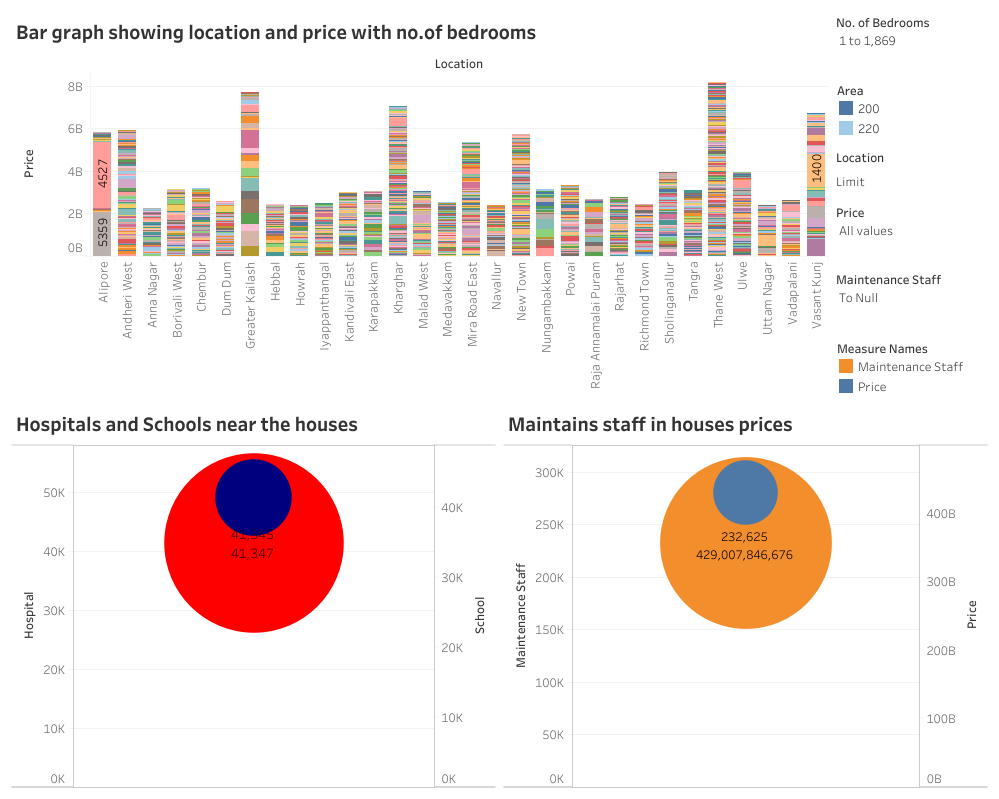 Bar graph showing location and price with no.of bedrooms
Location
Price
8B
6B
4B
2B
0B
4527
5359
1400
Alipore
Andheri West
Anna Nagar
Borivali West
Chembur
Dum Dum
Greater Kailash
Hebbal
Howrah
Iyappanthangal
Kandivali East
Karapakkam
Kharghar
Malad West
Medavakkam
Mira Road East
Navallur
New Town
Nungambakkam
Powai
Raja Annamalai Puram
Rajarhat
Richmond Town
Sholinganallur
Tangra
Thane West
Ulwe
Uttam Nagar
Vadapalani
Vasant Kunj
No. of Bedrooms
1 to 1,869
Area
200
220
Location
Limit
Price
All values
Maintenance Staff
To Null
Measure Names
Maintenance Staff
Price
Hospitals and Schools near the houses
Hospital
50K
40K
30K
20K
10K
0K
41,345
41,347
40K
30K
20K
10K
0K
School
Maintains staff in houses prices
Maintenance Staff
300K
250K
200K
150K
100K
50K
0K
232,625
429,007,846,676
400B
300B
200B
100B
0B
Price